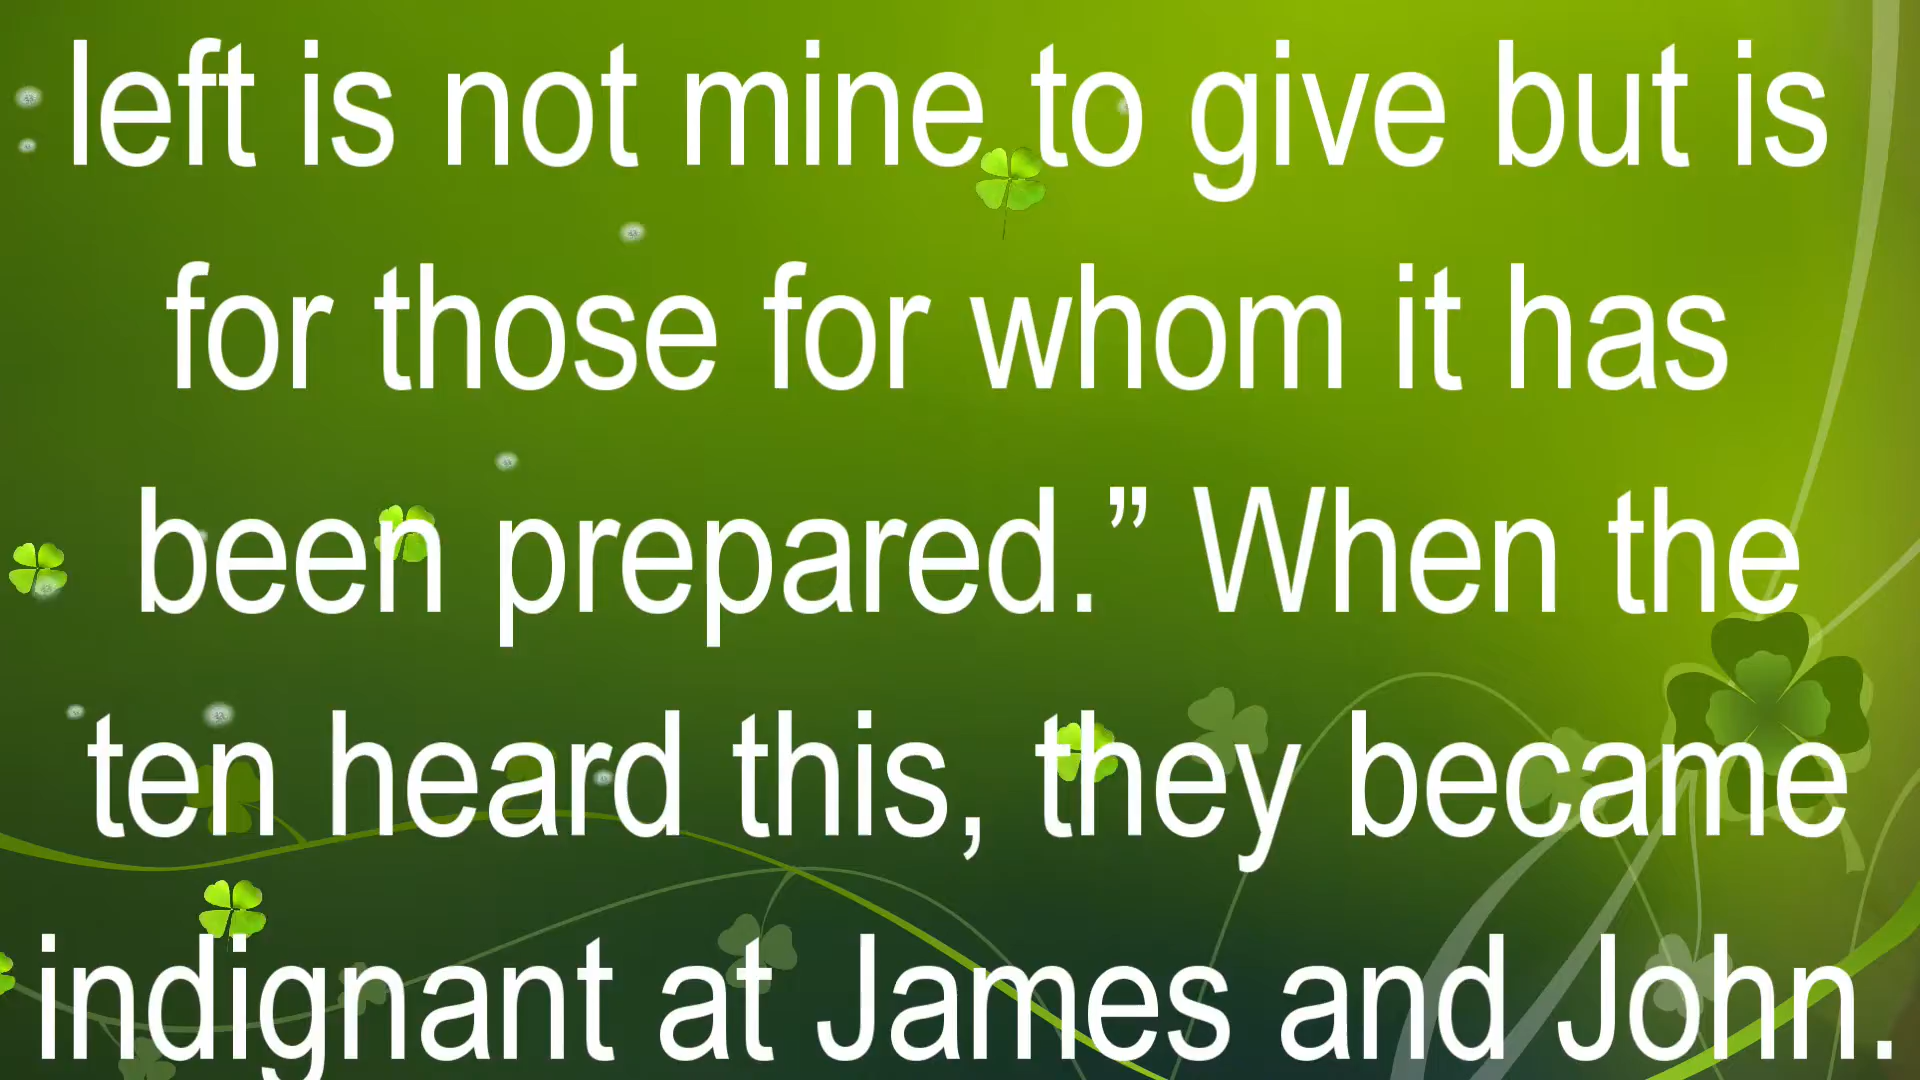 left is not mine to give but is
for those for whom it has
been prepared.” When the
ten heard this, they became
indignant at James and John.